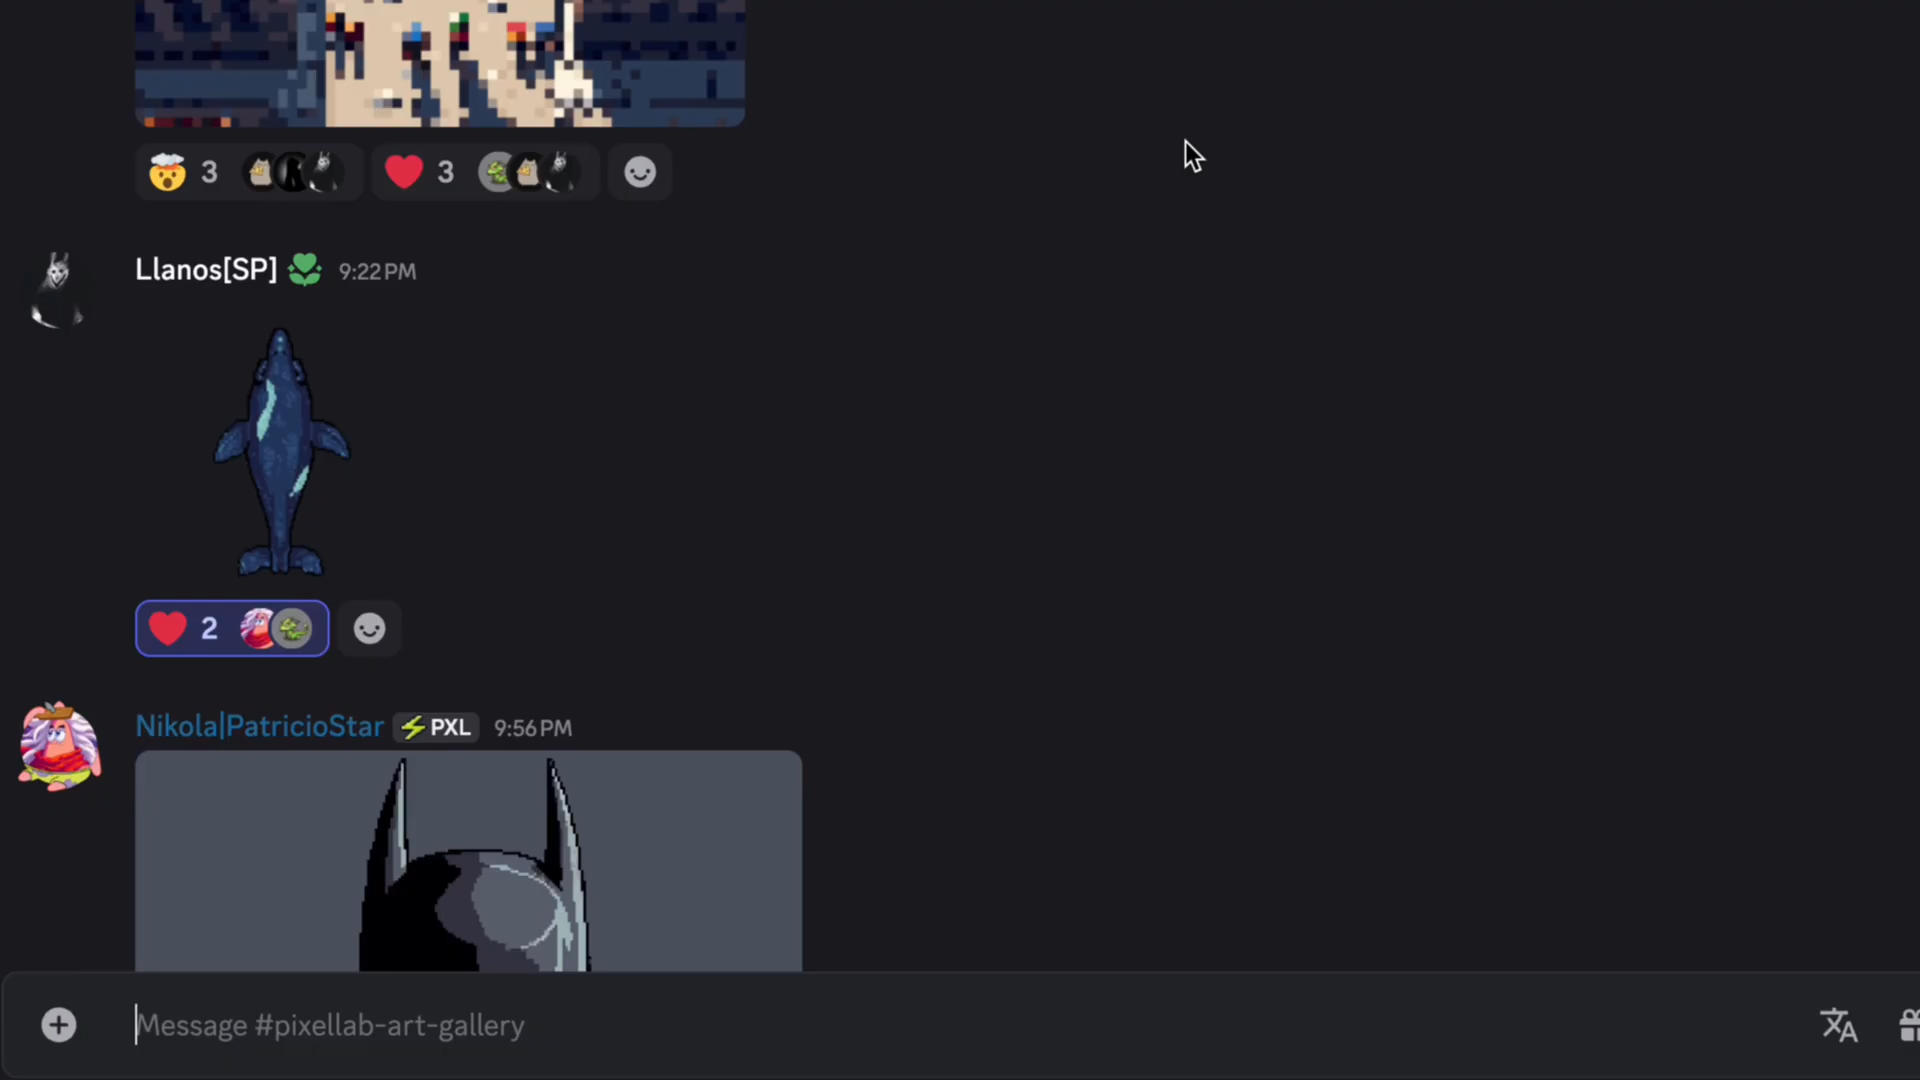 3 3
Llanos[SP] 9:22 PM
2
Nikola|PatricioStar PXL 9:56 PM
Message #pixellab-art-gallery